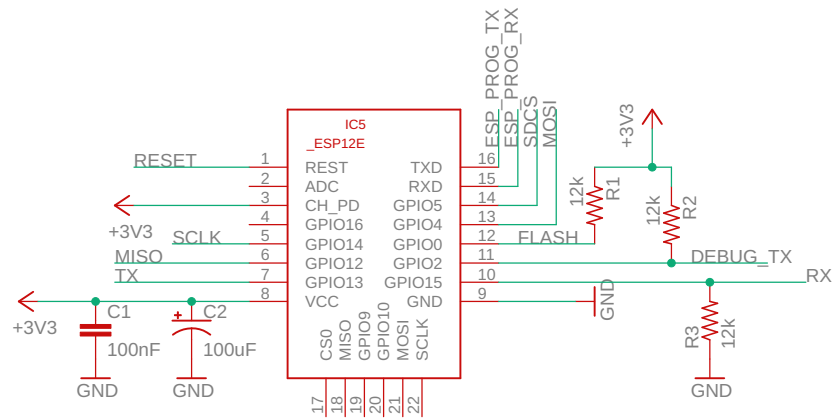 ESP_PROG_TX
ESP_PROG_RX
SDCS
MOSI
+3V3
IC5
_ESP12E
RESET
1 REST TXD 16
2 ADC RXD 15
3 CH_PD GPIO5 14
+3V3
4 GPIO16 GPIO4 13
SCLK 5 GPIO14 GPIO0 12 FLASH
12k R1
12k R2
MISO 6 GPIO12 GPIO2 11 DEBUG_TX
TX 7 GPIO13 GPIO15 10 RX
8 VCC GND 9 GND
+3V3
C1
100nF
GND
+ C2
100uF
GND
CS0
MISO
GPIO9
GPIO10
MOSI
SCLK
17
18
19
20
21
22
R3
12k
GND